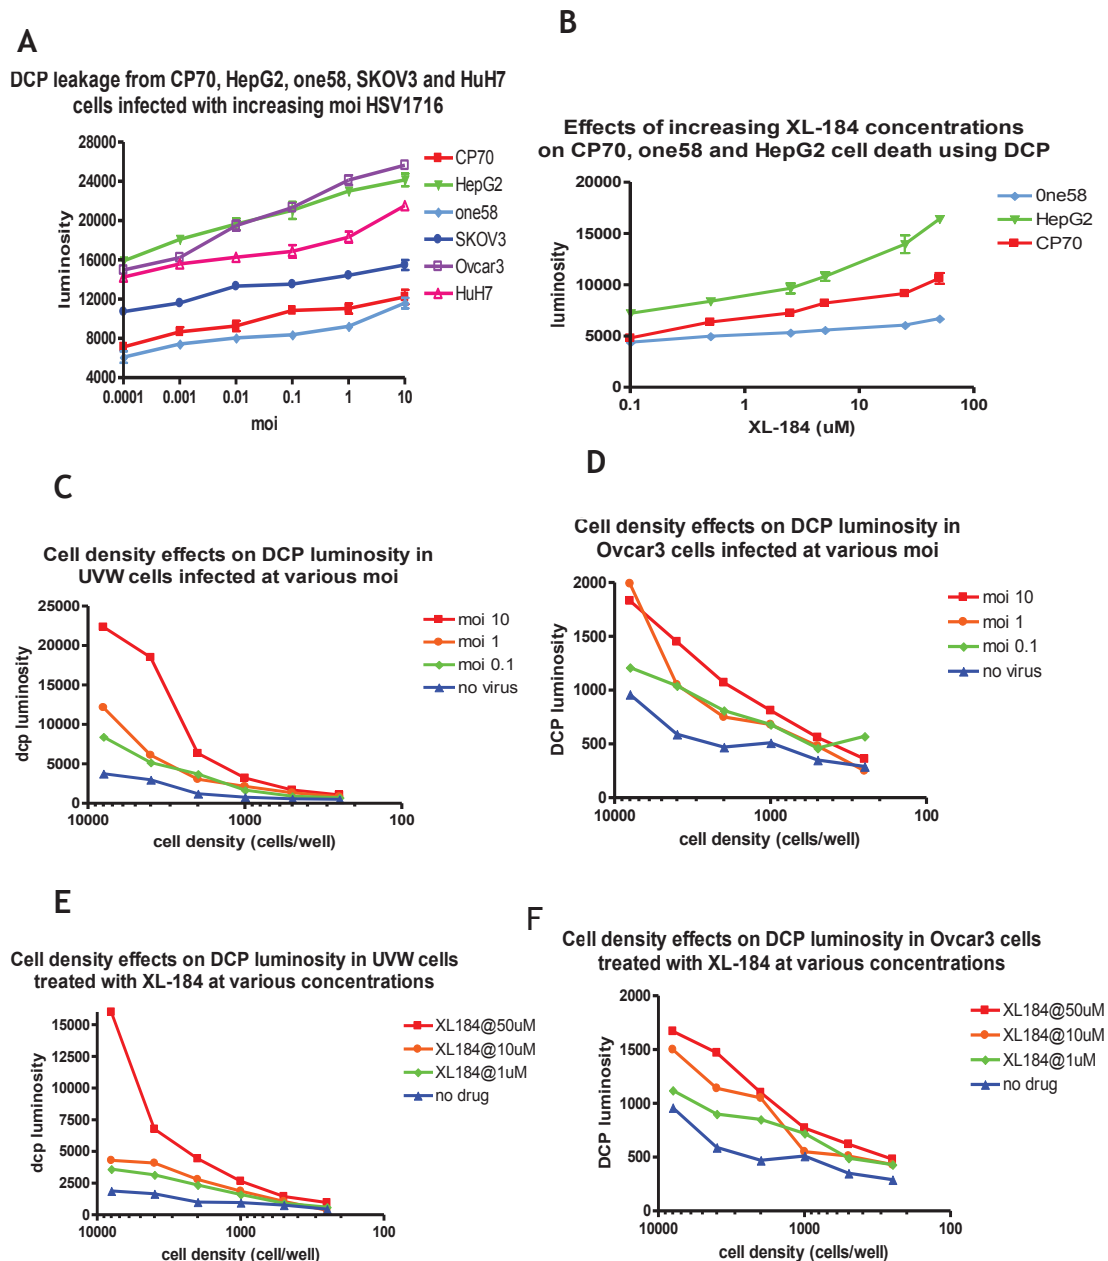 A
DCP leakage from CP70, HepG2, one58, SKOV3 and HuH7
cells infected with increasing moi HSV1716
28000
24000
20000
16000
12000
8000
4000
luminosity
0.0001 0.001 0.01 0.1 1 10
moi
CP70
HepG2
one58
SKOV3
Ovcar3
HuH7
B
Effects of increasing XL-184 concentrations
on CP70, one58 and HepG2 cell death using DCP
20000
15000
10000
5000
0
luminosity
0.1 1 10 100
XL-184 (uM)
One58
HepG2
CP70
C
Cell density effects on DCP luminosity in
UVW cells infected at various moi
25000
20000
15000
10000
5000
0
dcp luminosity
10000 1000 100
cell density (cells/well)
moi 10
moi 1
moi 0.1
no virus
D
Cell density effects on DCP luminosity in
Ovcar3 cells infected at various moi
2000
1500
1000
500
0
DCP luminosity
10000 1000 100
cell density (cells/well)
moi 10
moi 1
moi 0.1
no virus
E
Cell density effects on DCP luminosity in UVW cells
treated with XL-184 at various concentrations
15000
12500
10000
7500
5000
2500
0
dcp luminosity
10000 1000 100
cell density (cell/well)
XL184@50uM
XL184@10uM
XL184@1uM
no drug
F
Cell density effects on DCP luminosity in Ovcar3 cells
treated with XL-184 at various concentrations
2000
1500
1000
500
0
DCP luminosity
10000 1000 100
cell density (cells/well)
XL184@50uM
XL184@10uM
XL184@1uM
no drug